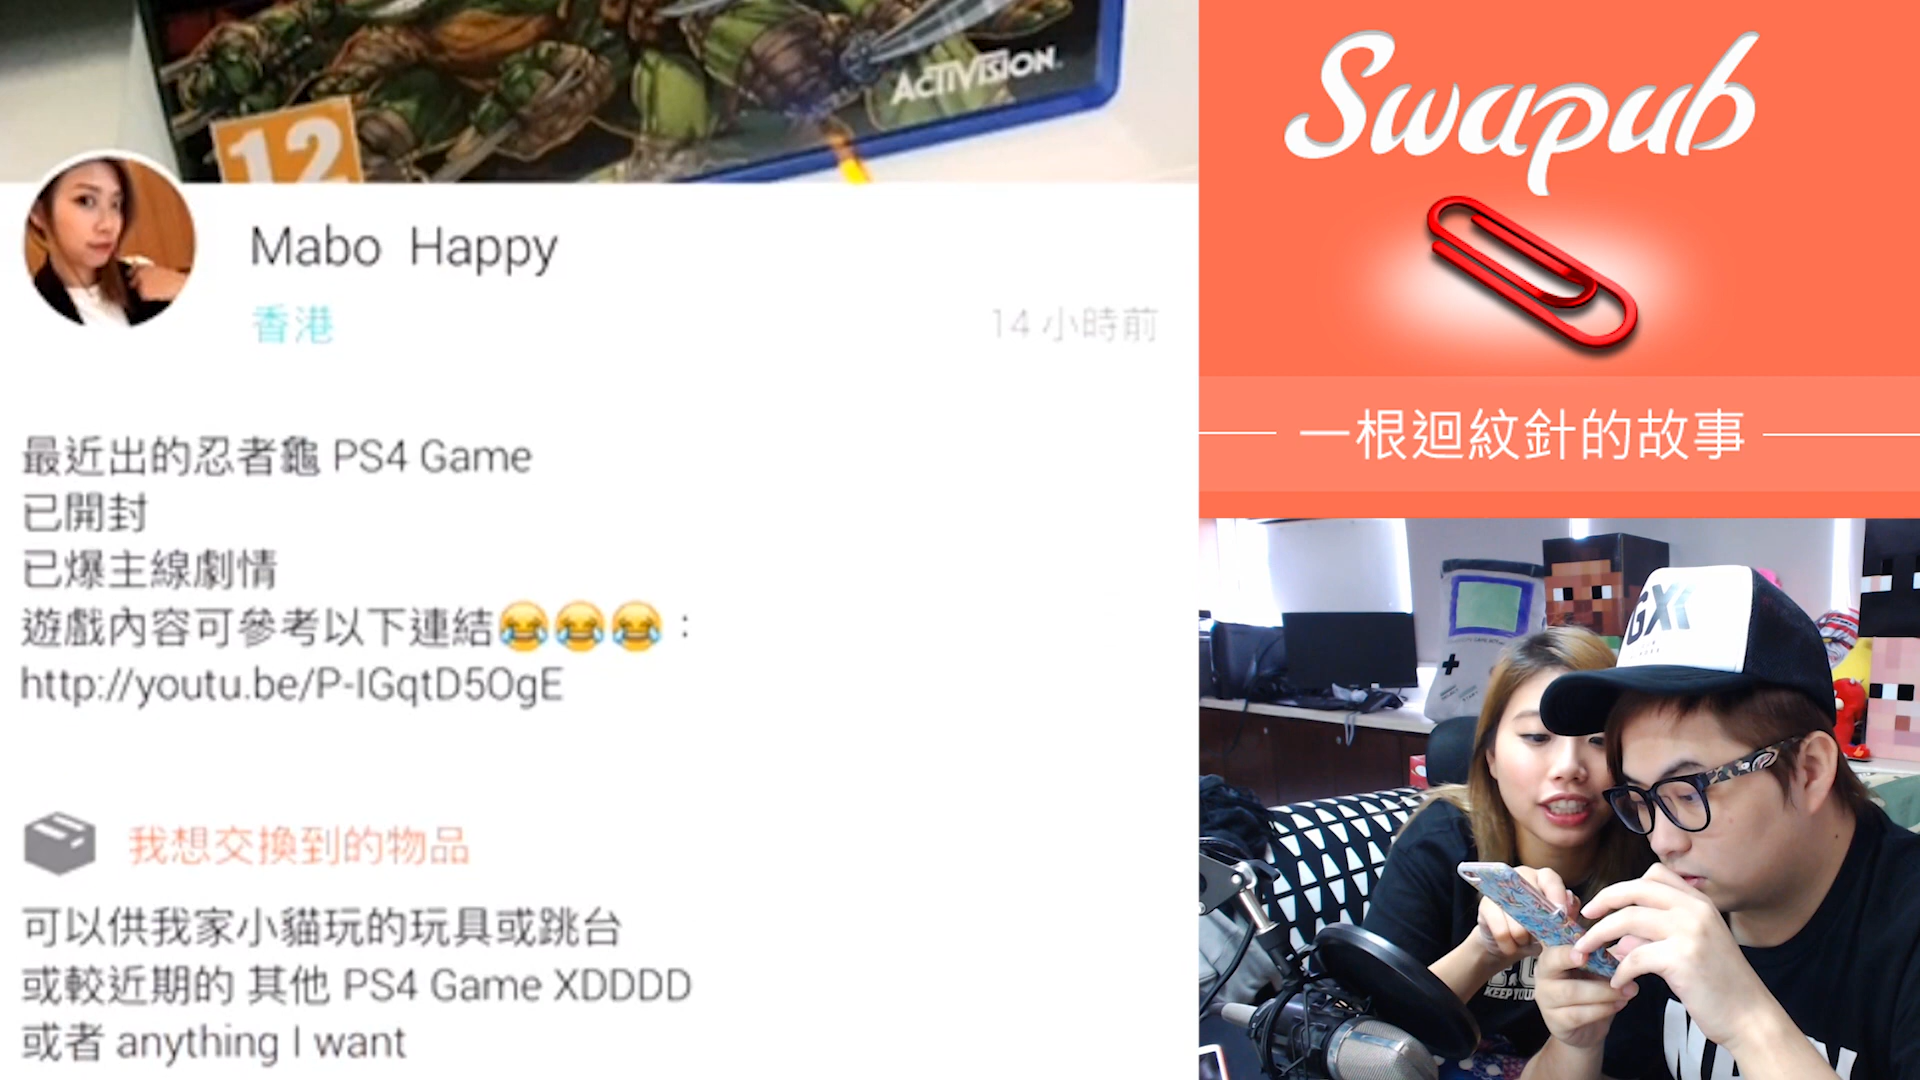 ACTIVISION
12
Mabo Happy
香港
14 小時前
最近出的忍者龜 PS4 Game
已開封
已爆主線劇情
遊戲內容可參考以下連結😂😂😂：
http://youtu.be/P-IGqtD5OgE
我想交換到的物品
可以供我家小貓玩的玩具或跳台
或較近期的 其他 PS4 Game XDDDD
或者 anything I want
Swapub
一根迴紋針的故事
KEEP YOUR